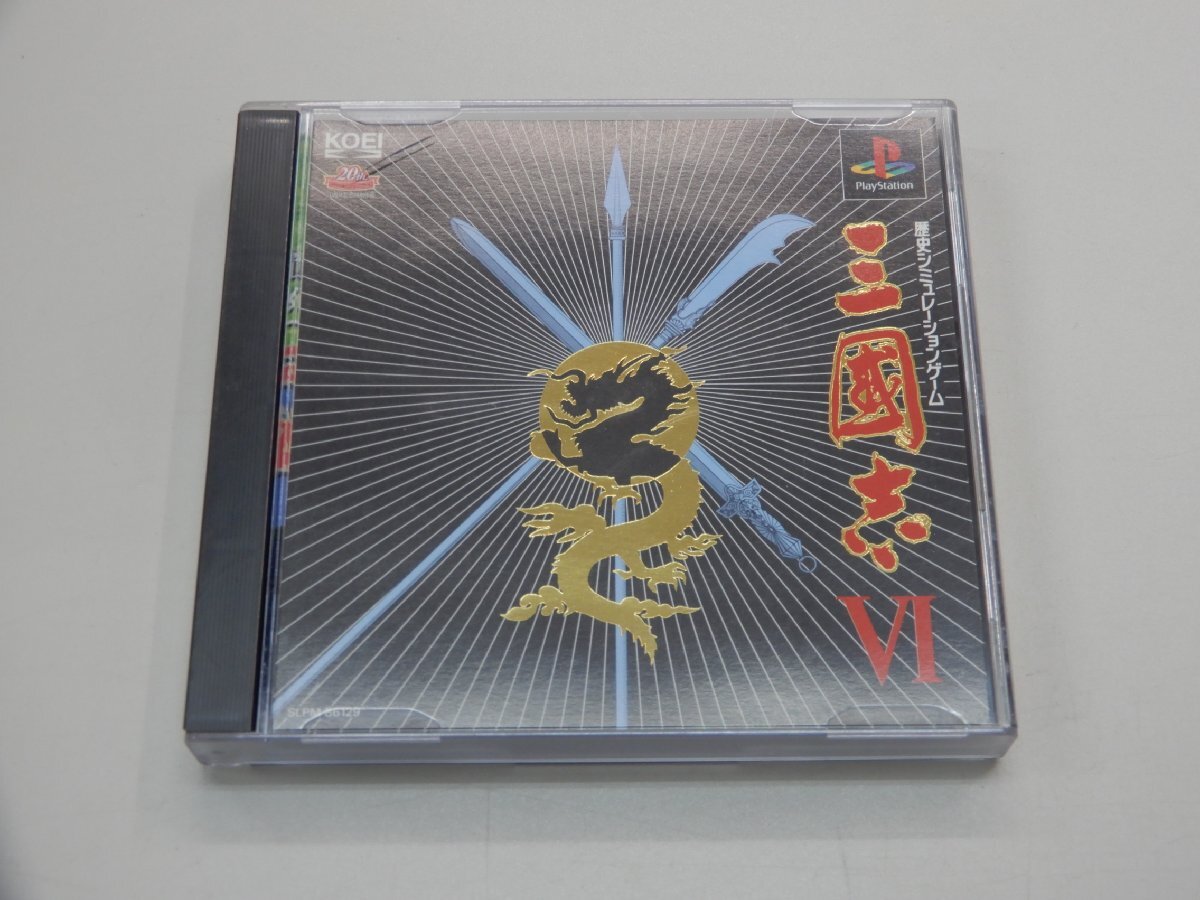 KOEI
20th
PlayStation
歴史シミュレーションゲーム
三國志
VI
SLPM 86129